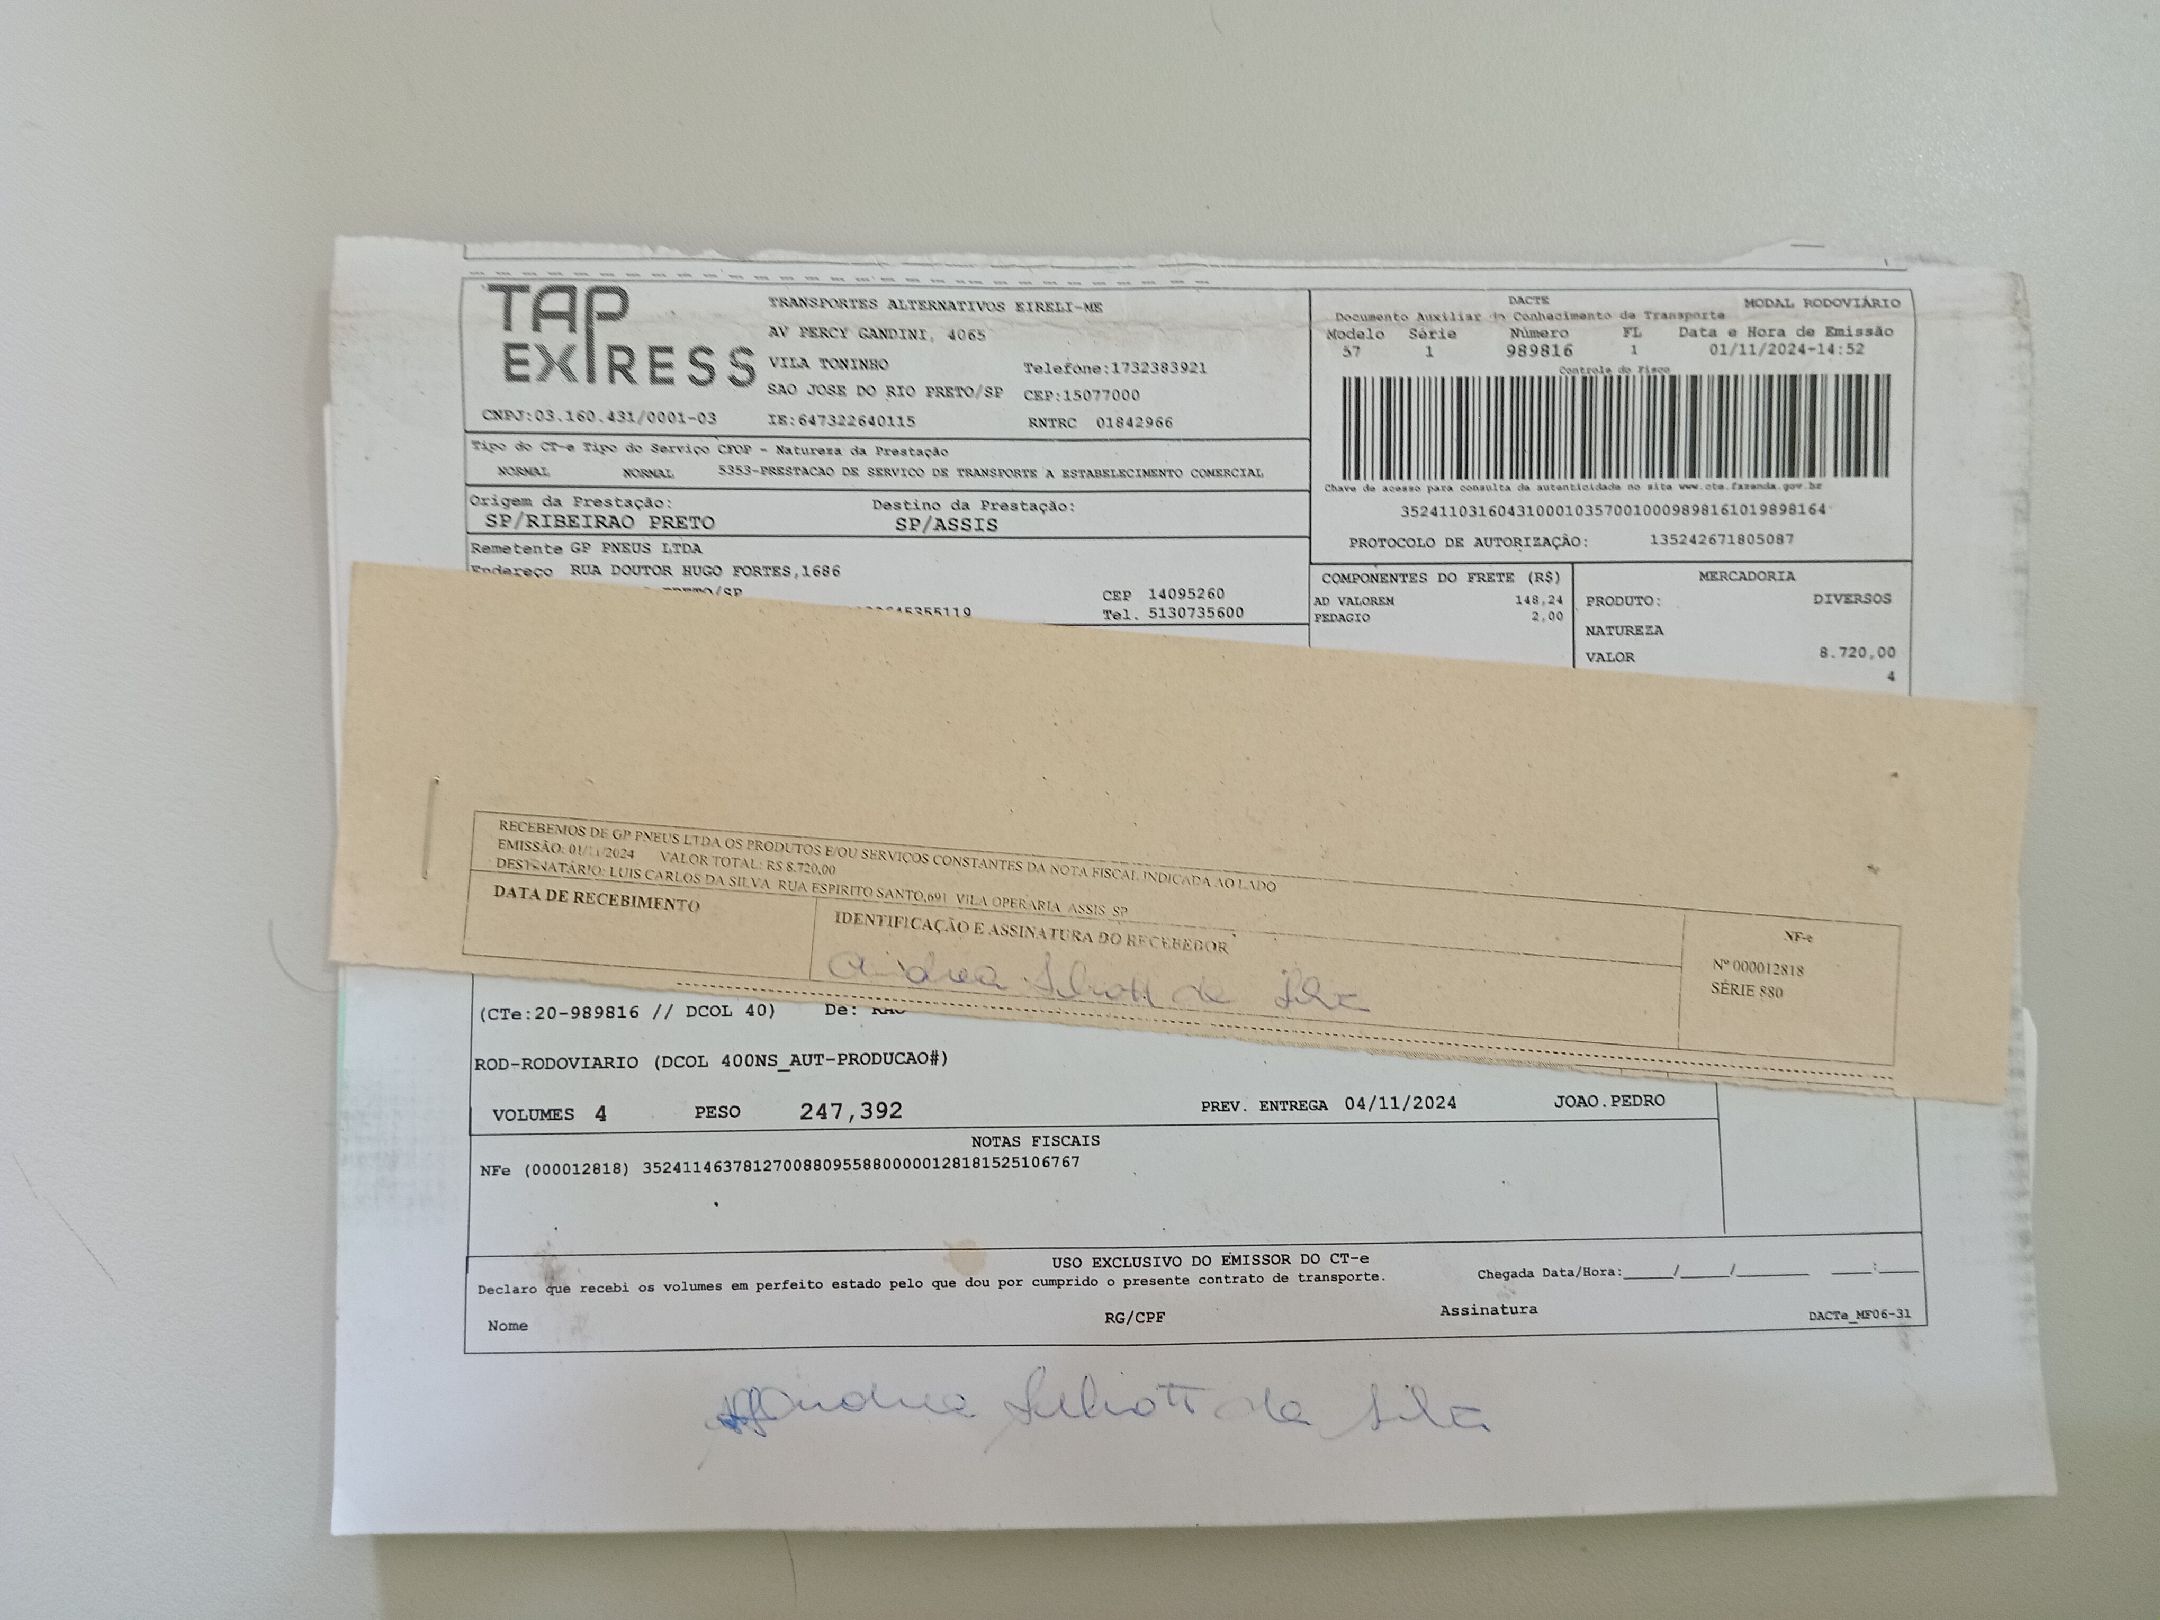 TAP EXPRESS
TRANSPORTES ALTERNATIVOS EIRELI-ME
AV PERCY GANDINI, 4065
VILA TONINHO Telefone:1732383921
SAO JOSE DO RIO PRETO/SP CEP:15077000
CNPJ:03.160.431/0001-03 IE:647322640115 RNTRC 01842966
DACTE MODAL RODOVIÁRIO
Documento Auxiliar do Conhecimento de Transporte
Modelo Série Número FL Data e Hora de Emissão
57 1 989816 1 01/11/2024-14:52
Controle do Fisco
Chave de acesso para consulta da autenticidade no site www.cte.fazenda.gov.br
35241103160431000103570010009898161019898164
PROTOCOLO DE AUTORIZAÇÃO: 135242671805087
Tipo do CT-e Tipo do Serviço CFOP - Natureza da Prestação
NORMAL NORMAL 5353-PRESTACAO DE SERVICO DE TRANSPORTE A ESTABELECIMENTO COMERCIAL
Origem da Prestação: Destino da Prestação:
SP/RIBEIRAO PRETO SP/ASSIS
Remetente GP PNEUS LTDA
Endereço RUA DOUTOR HUGO FORTES,1686
CEP 14095260
Tel. 5130735600
COMPONENTES DO FRETE (R$)
AD VALOREM 148,24
PEDAGIO 2,00
MERCADORIA
PRODUTO: DIVERSOS
NATUREZA
VALOR 8.720,00
4
RECEBEMOS DE GP PNEUS LTDA OS PRODUTOS E/OU SERVIÇOS CONSTANTES DA NOTA FISCAL INDICADA AO LADO
EMISSÃO: 01/11/2024 VALOR TOTAL: R$ 8.720,00
DESTINATÁRIO: LUIS CARLOS DA SILVA RUA ESPIRITO SANTO,691 VILA OPERARIA ASSIS SP
DATA DE RECEBIMENTO
IDENTIFICAÇÃO E ASSINATURA DO RECEBEDOR
NF-e
Nº 000012818
SÉRIE 880
(CTe:20-989816 // DCOL 40) De: RAO
ROD-RODOVIARIO (DCOL 400NS_AUT-PRODUCAO#)
VOLUMES 4 PESO 247,392 PREV. ENTREGA 04/11/2024 JOAO.PEDRO
NOTAS FISCAIS
NFe (000012818) 35241146378127008809558800000128181525106767
USO EXCLUSIVO DO EMISSOR DO CT-e
Declaro que recebi os volumes em perfeito estado pelo que dou por cumprido o presente contrato de transporte.
Chegada Data/Hora:____/____/______ ___:___
Nome RG/CPF Assinatura
DACTe_MF06-31